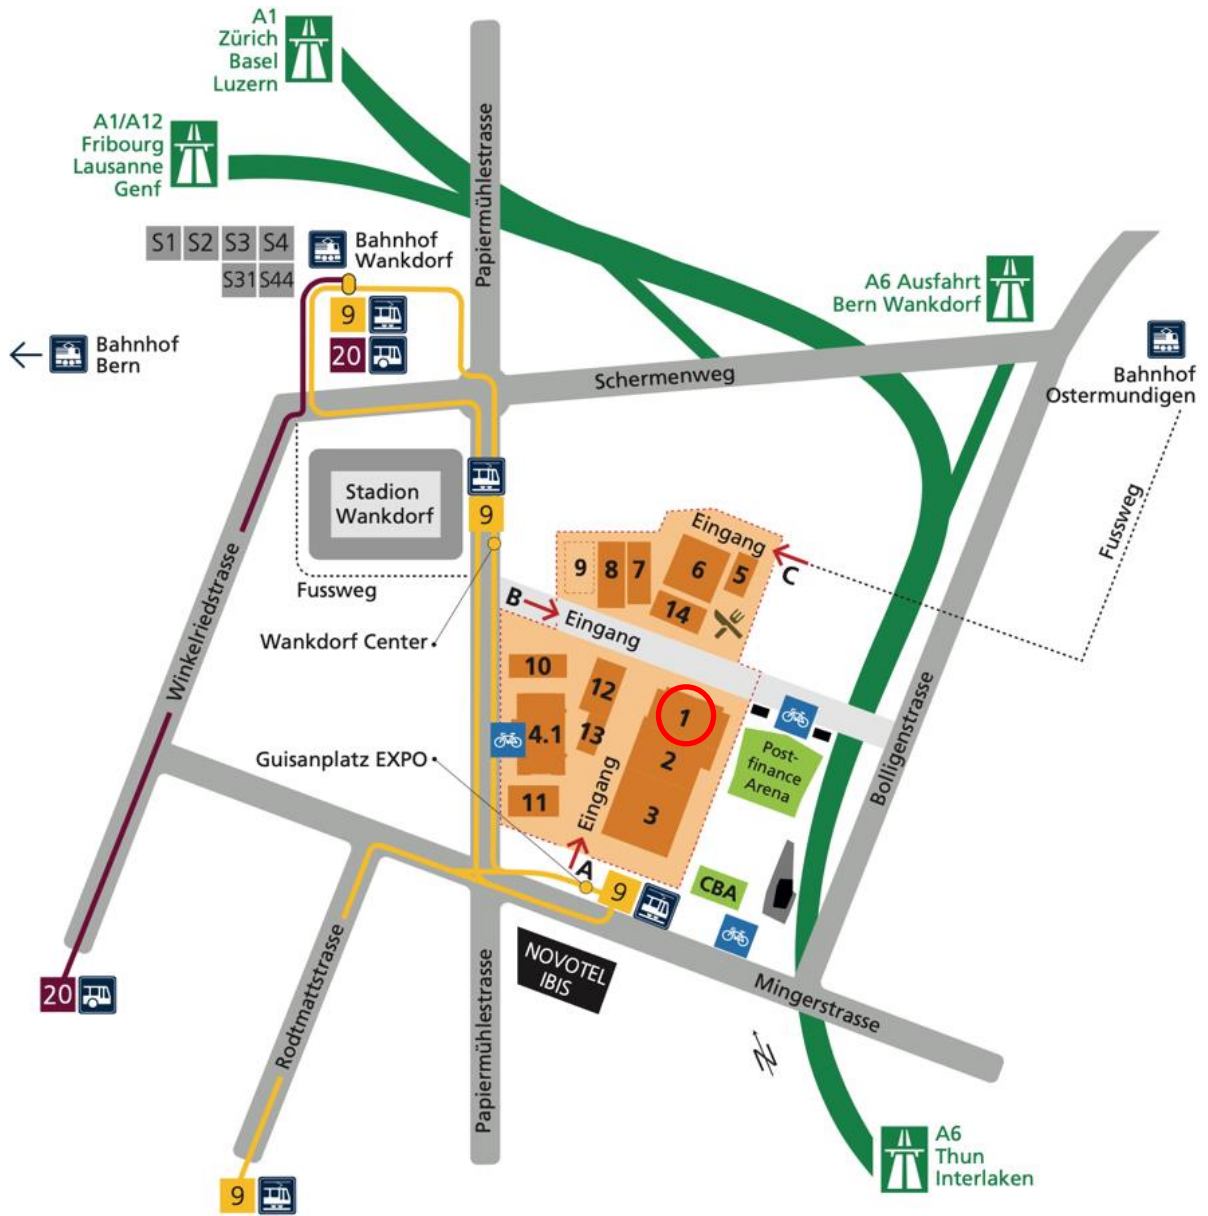 A1
Zürich
Basel
Luzern
A1/A12
Fribourg
Lausanne
Genf
Papiermühlestrasse
S1 S2 S3 S4
S31 S44
Bahnhof
Wankdorf
9
20
Bahnhof
Bern
A6 Ausfahrt
Bern Wankdorf
Bahnhof
Ostermundigen
Schermenweg
Fussweg
Stadion
Wankdorf
9
Fussweg
Winkelriedstrasse
Wankdorf Center
Eingang
C
9 8 7 6 5
14
B
Eingang
10
12
1
4.1
13
2
11
3
Eingang
A
Guisanplatz EXPO
Post-
finance
Arena
Bolligenstrasse
9
CBA
NOVOTEL
IBIS
Mingerstrasse
N
20
Rodtmattstrasse
Papiermühlestrasse
9
A6
Thun
Interlaken